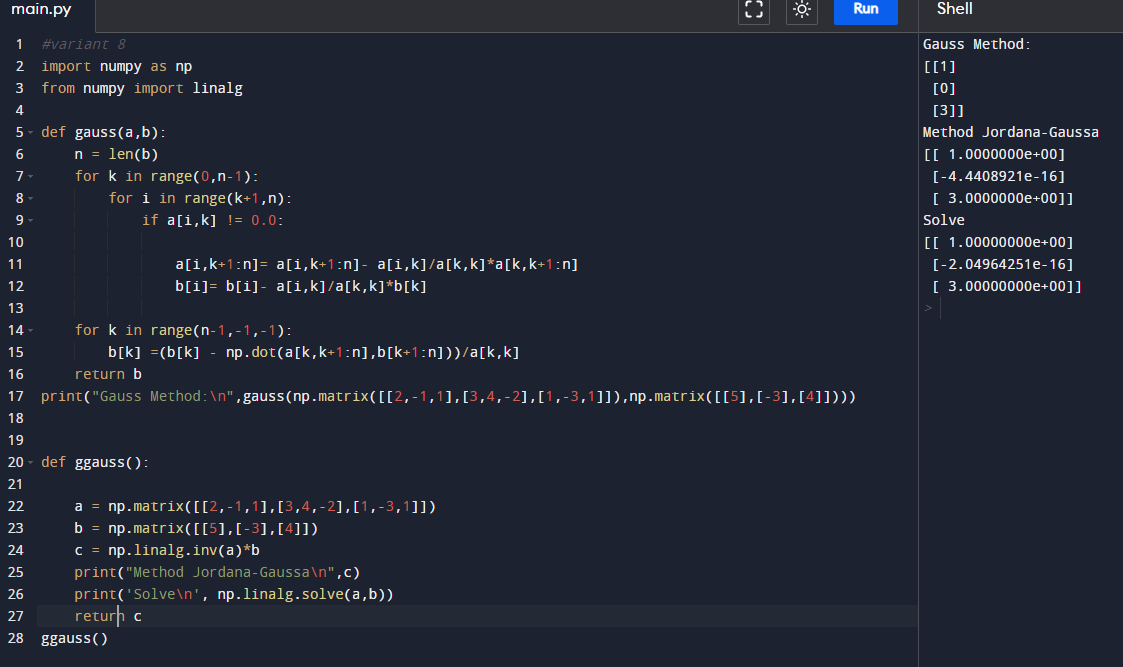 main.py
Run
Shell
1 #variant 8
2 import numpy as np
3 from numpy import linalg
4
5 def gauss(a,b):
6     n = len(b)
7     for k in range(0,n-1):
8         for i in range(k+1,n):
9             if a[i,k] != 0.0:
10
11                 a[i,k+1:n]= a[i,k+1:n]- a[i,k]/a[k,k]*a[k,k+1:n]
12                 b[i]= b[i]- a[i,k]/a[k,k]*b[k]
13
14     for k in range(n-1,-1,-1):
15         b[k] =(b[k] - np.dot(a[k,k+1:n],b[k+1:n]))/a[k,k]
16     return b
17 print("Gauss Method:\n",gauss(np.matrix([[2,-1,1],[3,4,-2],[1,-3,1]]),np.matrix([[5],[-3],[4]])))
18
19
20 def ggauss():
21
22     a = np.matrix([[2,-1,1],[3,4,-2],[1,-3,1]])
23     b = np.matrix([[5],[-3],[4]])
24     c = np.linalg.inv(a)*b
25     print("Method Jordana-Gaussa\n",c)
26     print('Solve\n', np.linalg.solve(a,b))
27     return c
28 ggauss()
Gauss Method:
[[1]
 [0]
 [3]]
Method Jordana-Gaussa
[[ 1.0000000e+00]
 [-4.4408921e-16]
 [ 3.0000000e+00]]
Solve
[[ 1.00000000e+00]
 [-2.04964251e-16]
 [ 3.00000000e+00]]
>